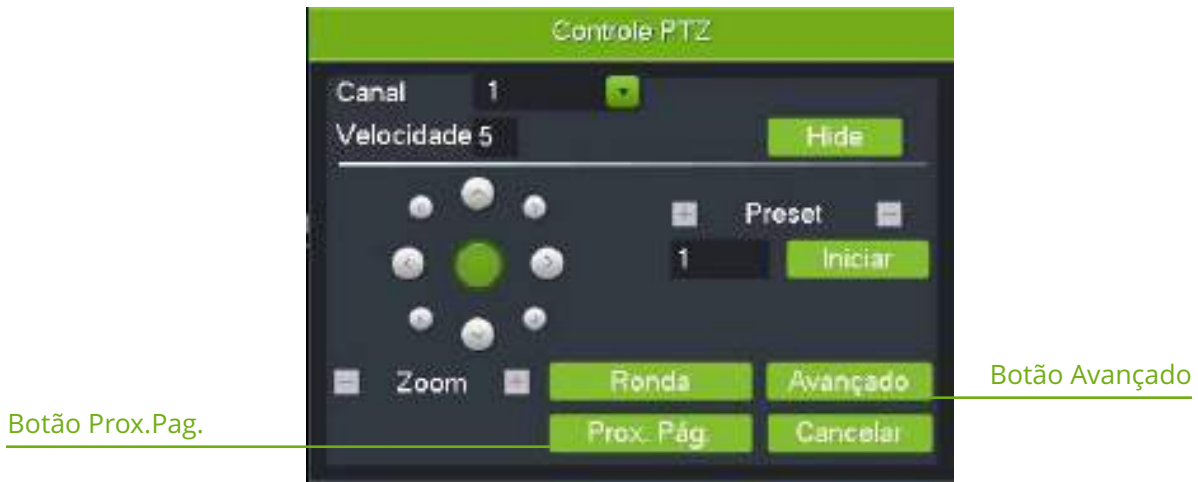 Controle PTZ
Canal 1
Velocidade 5 Hide
Preset
1 Iniciar
Zoom Ronda Avançado
Botão Avançado
Botão Prox.Pag.
Prox. Pág. Cancelar